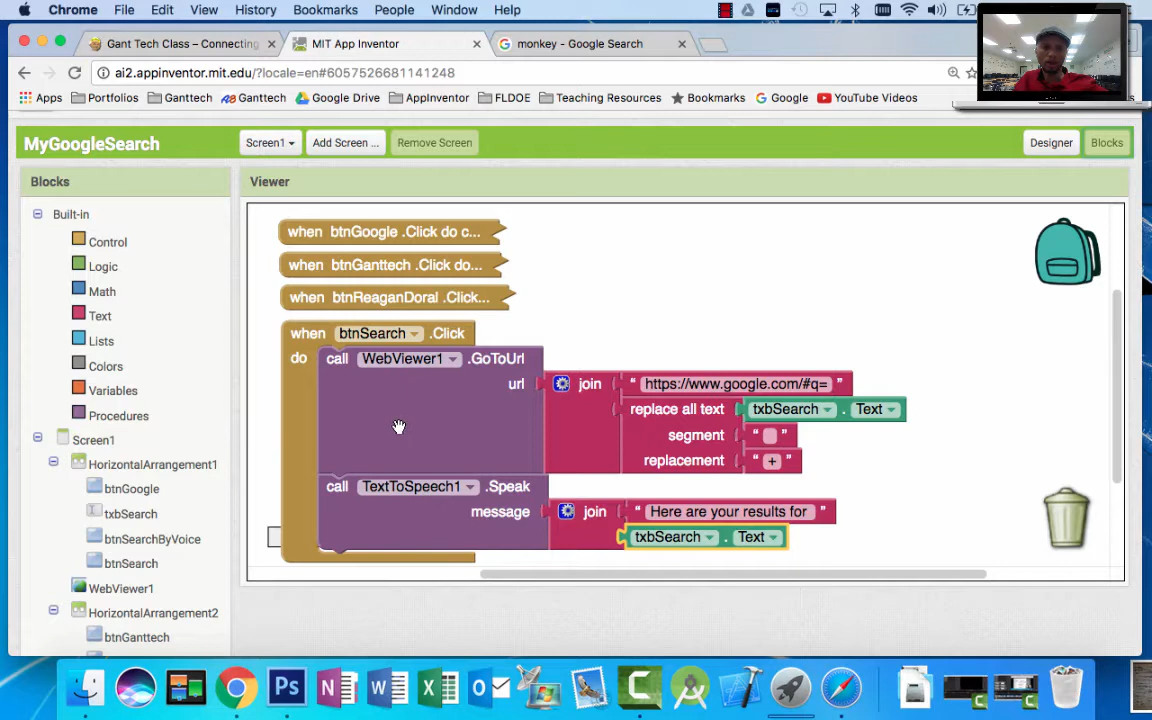 Chrome File Edit View History Bookmarks People Window Help
Gant Tech Class – Connecting × MIT App Inventor × monkey - Google Search ×
ai2.appinventor.mit.edu/?locale=en#6057526681141248
Apps Portfolios Ganttech Ganttech Google Drive AppInventor FLDOE Teaching Resources Bookmarks Google YouTube Videos
MyGoogleSearch Screen1 Add Screen ... Remove Screen Designer Blocks
Blocks Viewer
Built-in
Control
Logic
Math
Text
Lists
Colors
Variables
Procedures
Screen1
HorizontalArrangement1
btnGoogle
txbSearch
btnSearchByVoice
btnSearch
WebViewer1
HorizontalArrangement2
btnGanttech
when btnGoogle .Click do c...
when btnGanttech .Click do...
when btnReaganDoral .Click...
when btnSearch .Click
do call WebViewer1 .GoToUrl
url join " https://www.google.com/#q= "
replace all text txbSearch . Text
segment " "
replacement " + "
call TextToSpeech1 .Speak
message join " Here are your results for "
txbSearch . Text